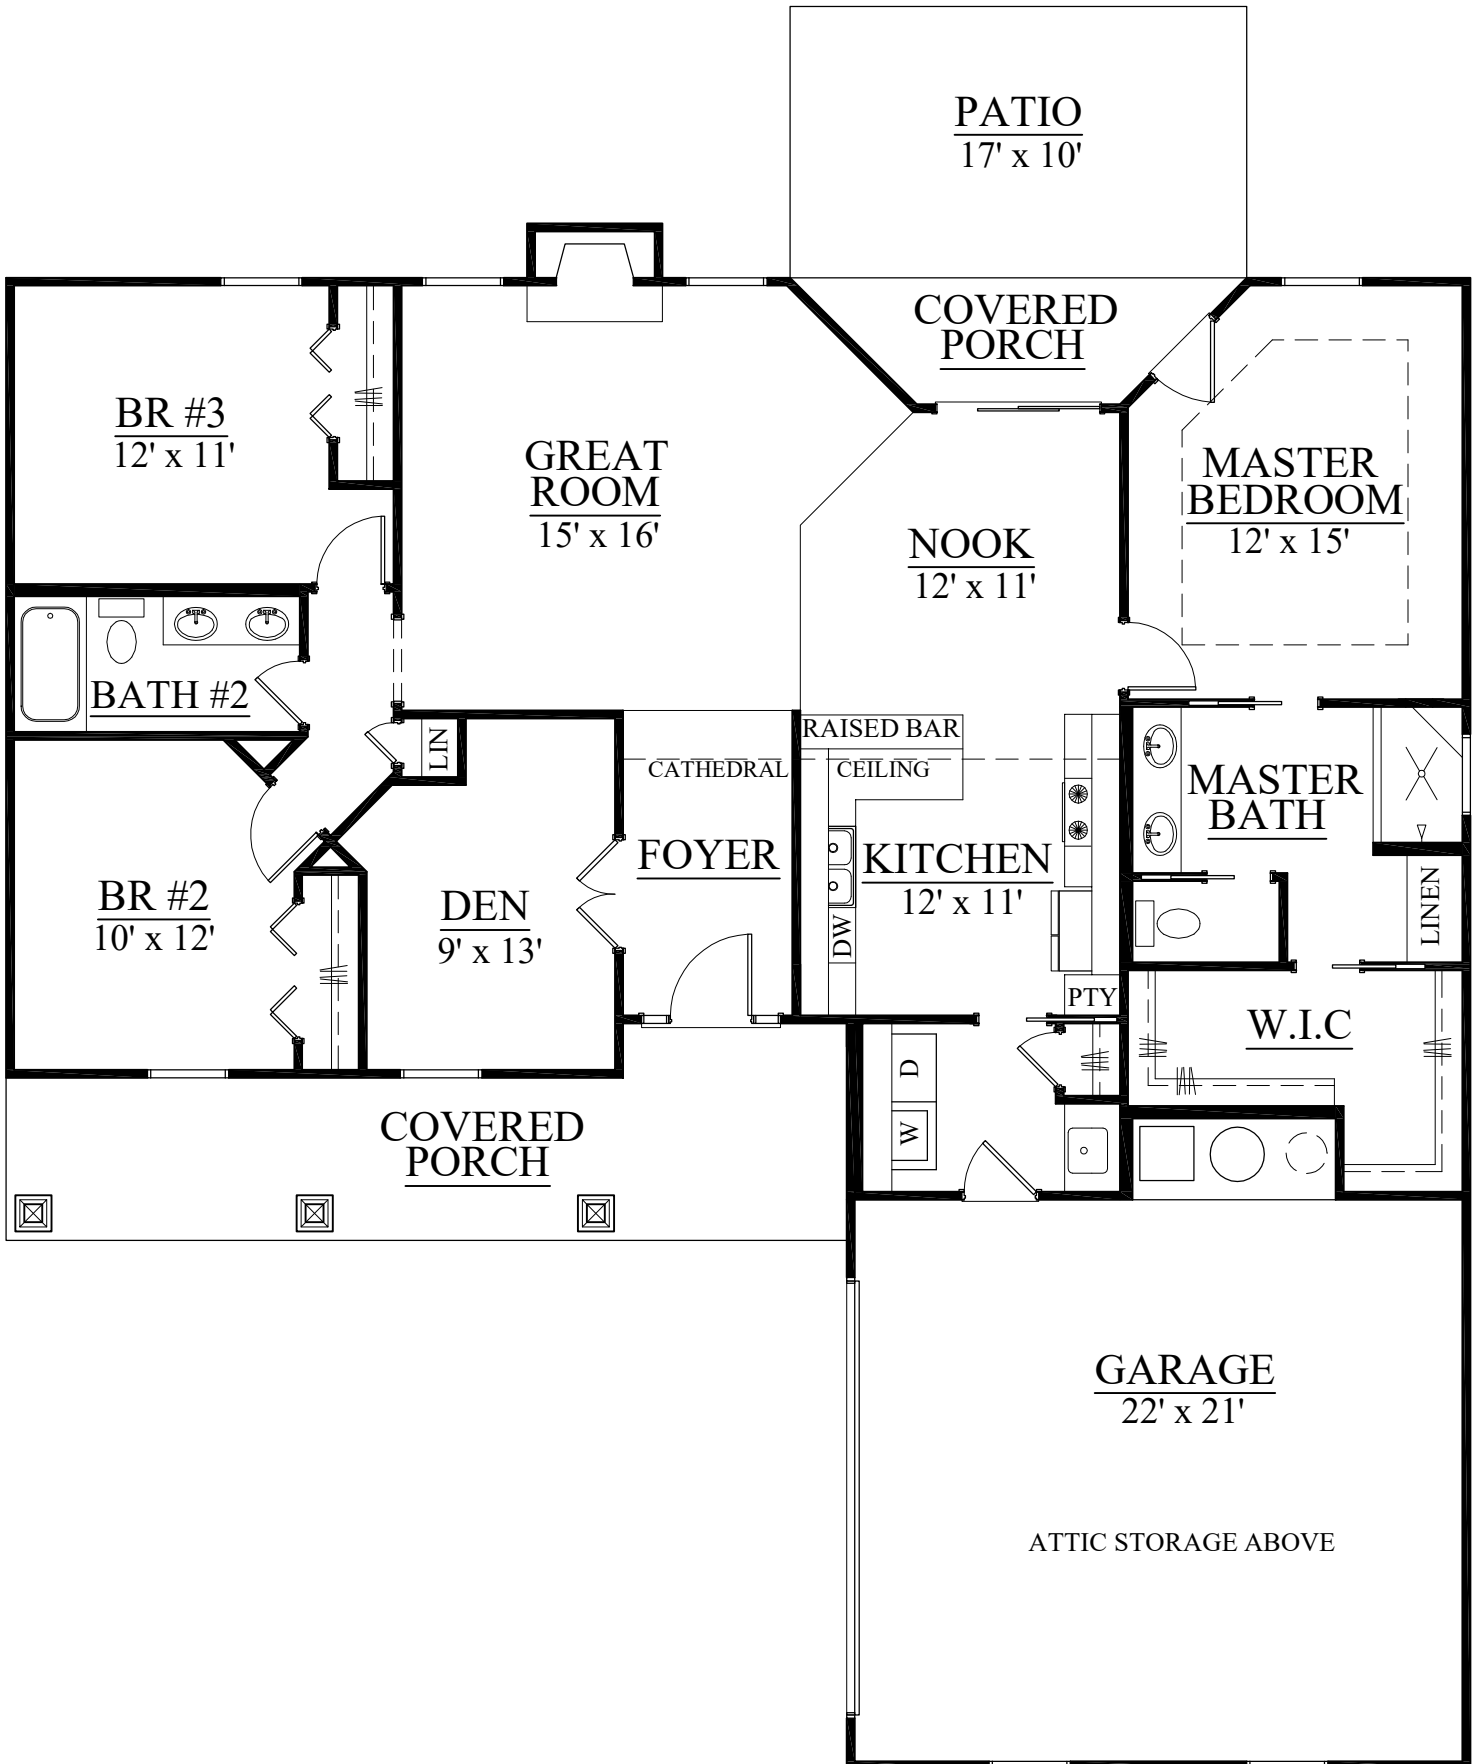 PATIO
17' x 10'
COVERED
PORCH
BR #3
12' x 11'
GREAT
ROOM
15' x 16'
NOOK
12' x 11'
MASTER
BEDROOM
12' x 15'
BATH #2
LIN
RAISED BAR
CATHEDRAL CEILING
MASTER
BATH
FOYER
KITCHEN
12' x 11'
BR #2
10' x 12'
DEN
9' x 13'
DW
LINEN
PTY
W.I.C
D
W
COVERED
PORCH
GARAGE
22' x 21'
ATTIC STORAGE ABOVE